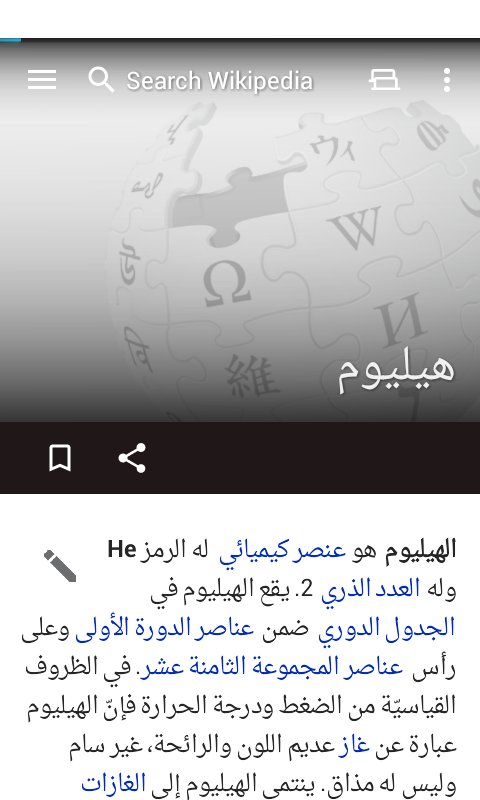 Search Wikipedia
ウィ
W
Ω
И
維
7
هيليوم
الهيليوم هو عنصر كيميائي له الرمز He
وله العدد الذري 2. يقع الهيليوم في
الجدول الدوري ضمن عناصر الدورة الأولى وعلى
رأس عناصر المجموعة الثامنة عشر. في الظروف
القياسيّة من الضغط ودرجة الحرارة فإنّ الهيليوم
عبارة عن غاز عديم اللون والرائحة، غير سام
وليس له مذاق. ينتمي الهيليوم إلى الغازات